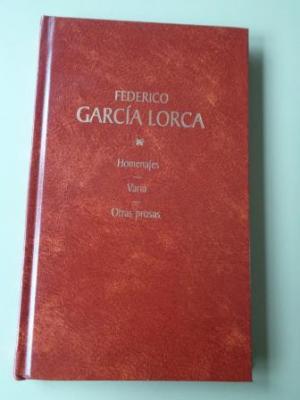 FEDERICO
GARCÍA LORCA
Homenajes
Varia
Otras prosas